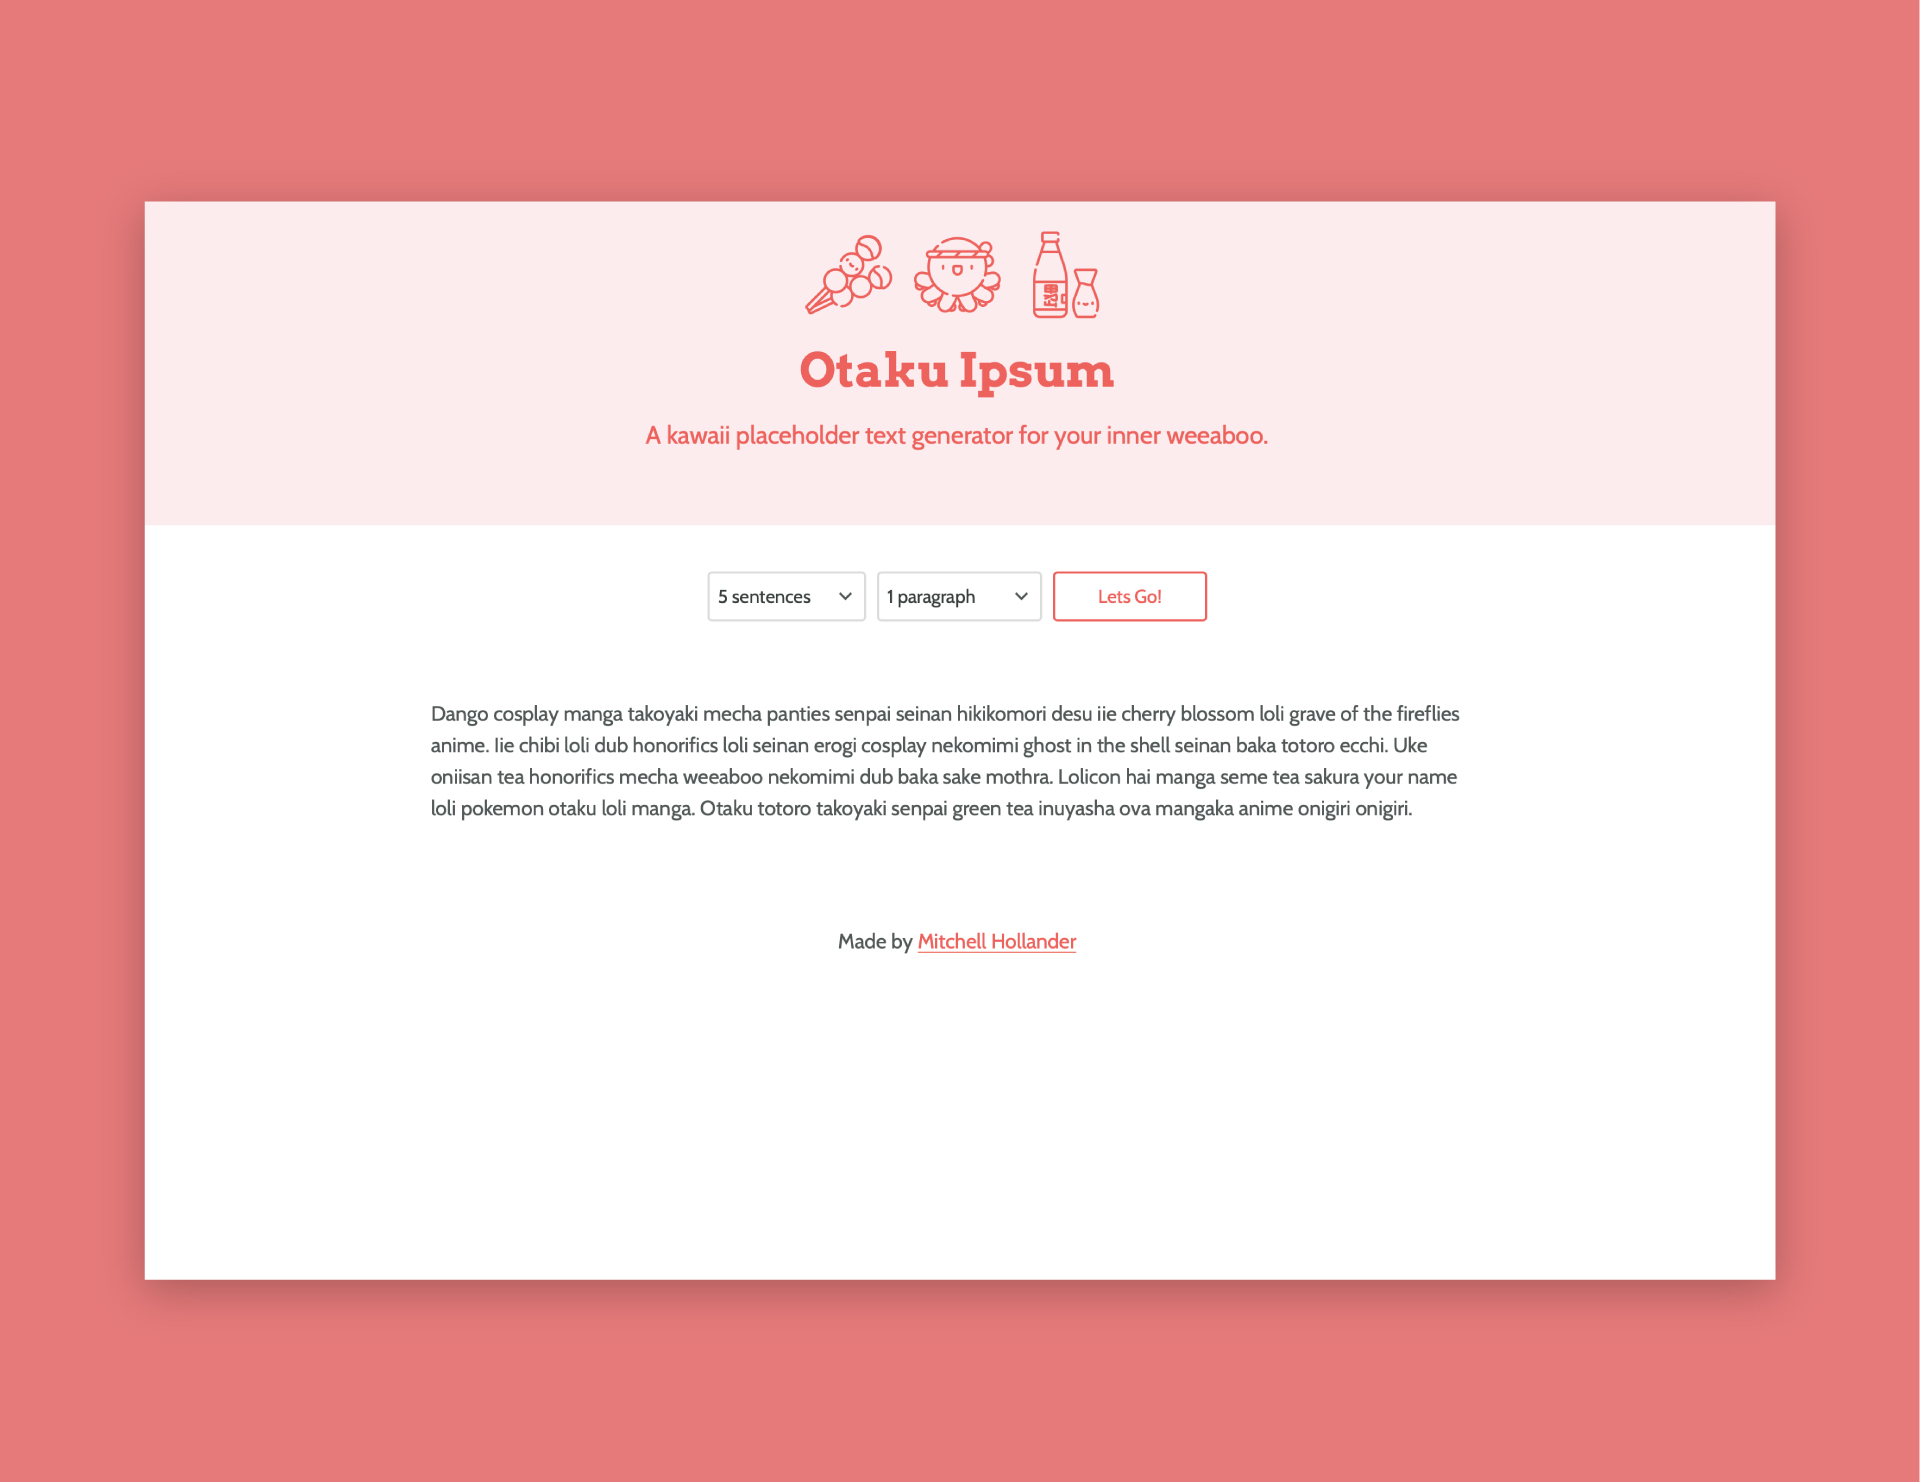 Otaku Ipsum
A kawaii placeholder text generator for your inner weeaboo.
5 sentences
1 paragraph
Lets Go!
Dango cosplay manga takoyaki mecha panties senpai seinan hikikomori desu iie cherry blossom loli grave of the fireflies
anime. Iie chibi loli dub honorifics loli seinan erogi cosplay nekomimi ghost in the shell seinan baka totoro ecchi. Uke
oniisan tea honorifics mecha weeaboo nekomimi dub baka sake mothra. Lolicon hai manga seme tea sakura your name
loli pokemon otaku loli manga. Otaku totoro takoyaki senpai green tea inuyasha ova mangaka anime onigiri onigiri.
Made by Mitchell Hollander